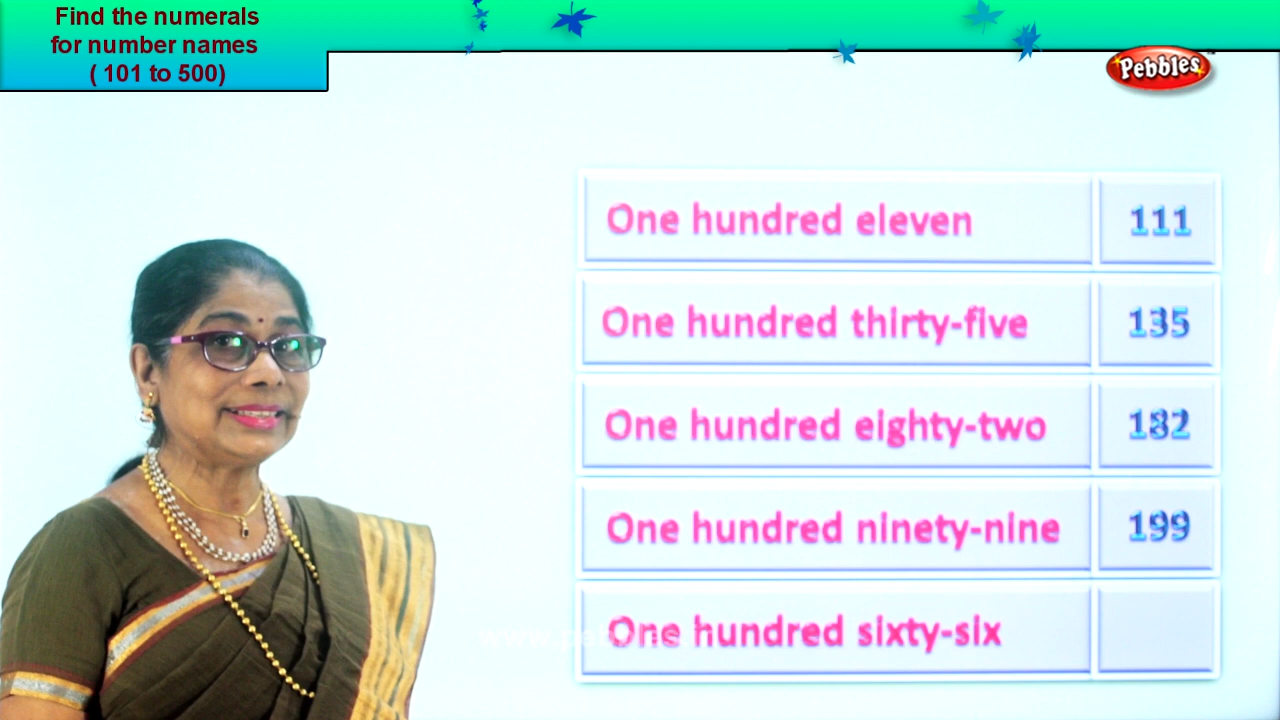 Find the numerals
for number names
( 101 to 500)
Pebbles
One hundred eleven 111
One hundred thirty-five 135
One hundred eighty-two 182
One hundred ninety-nine 199
One hundred sixty-six